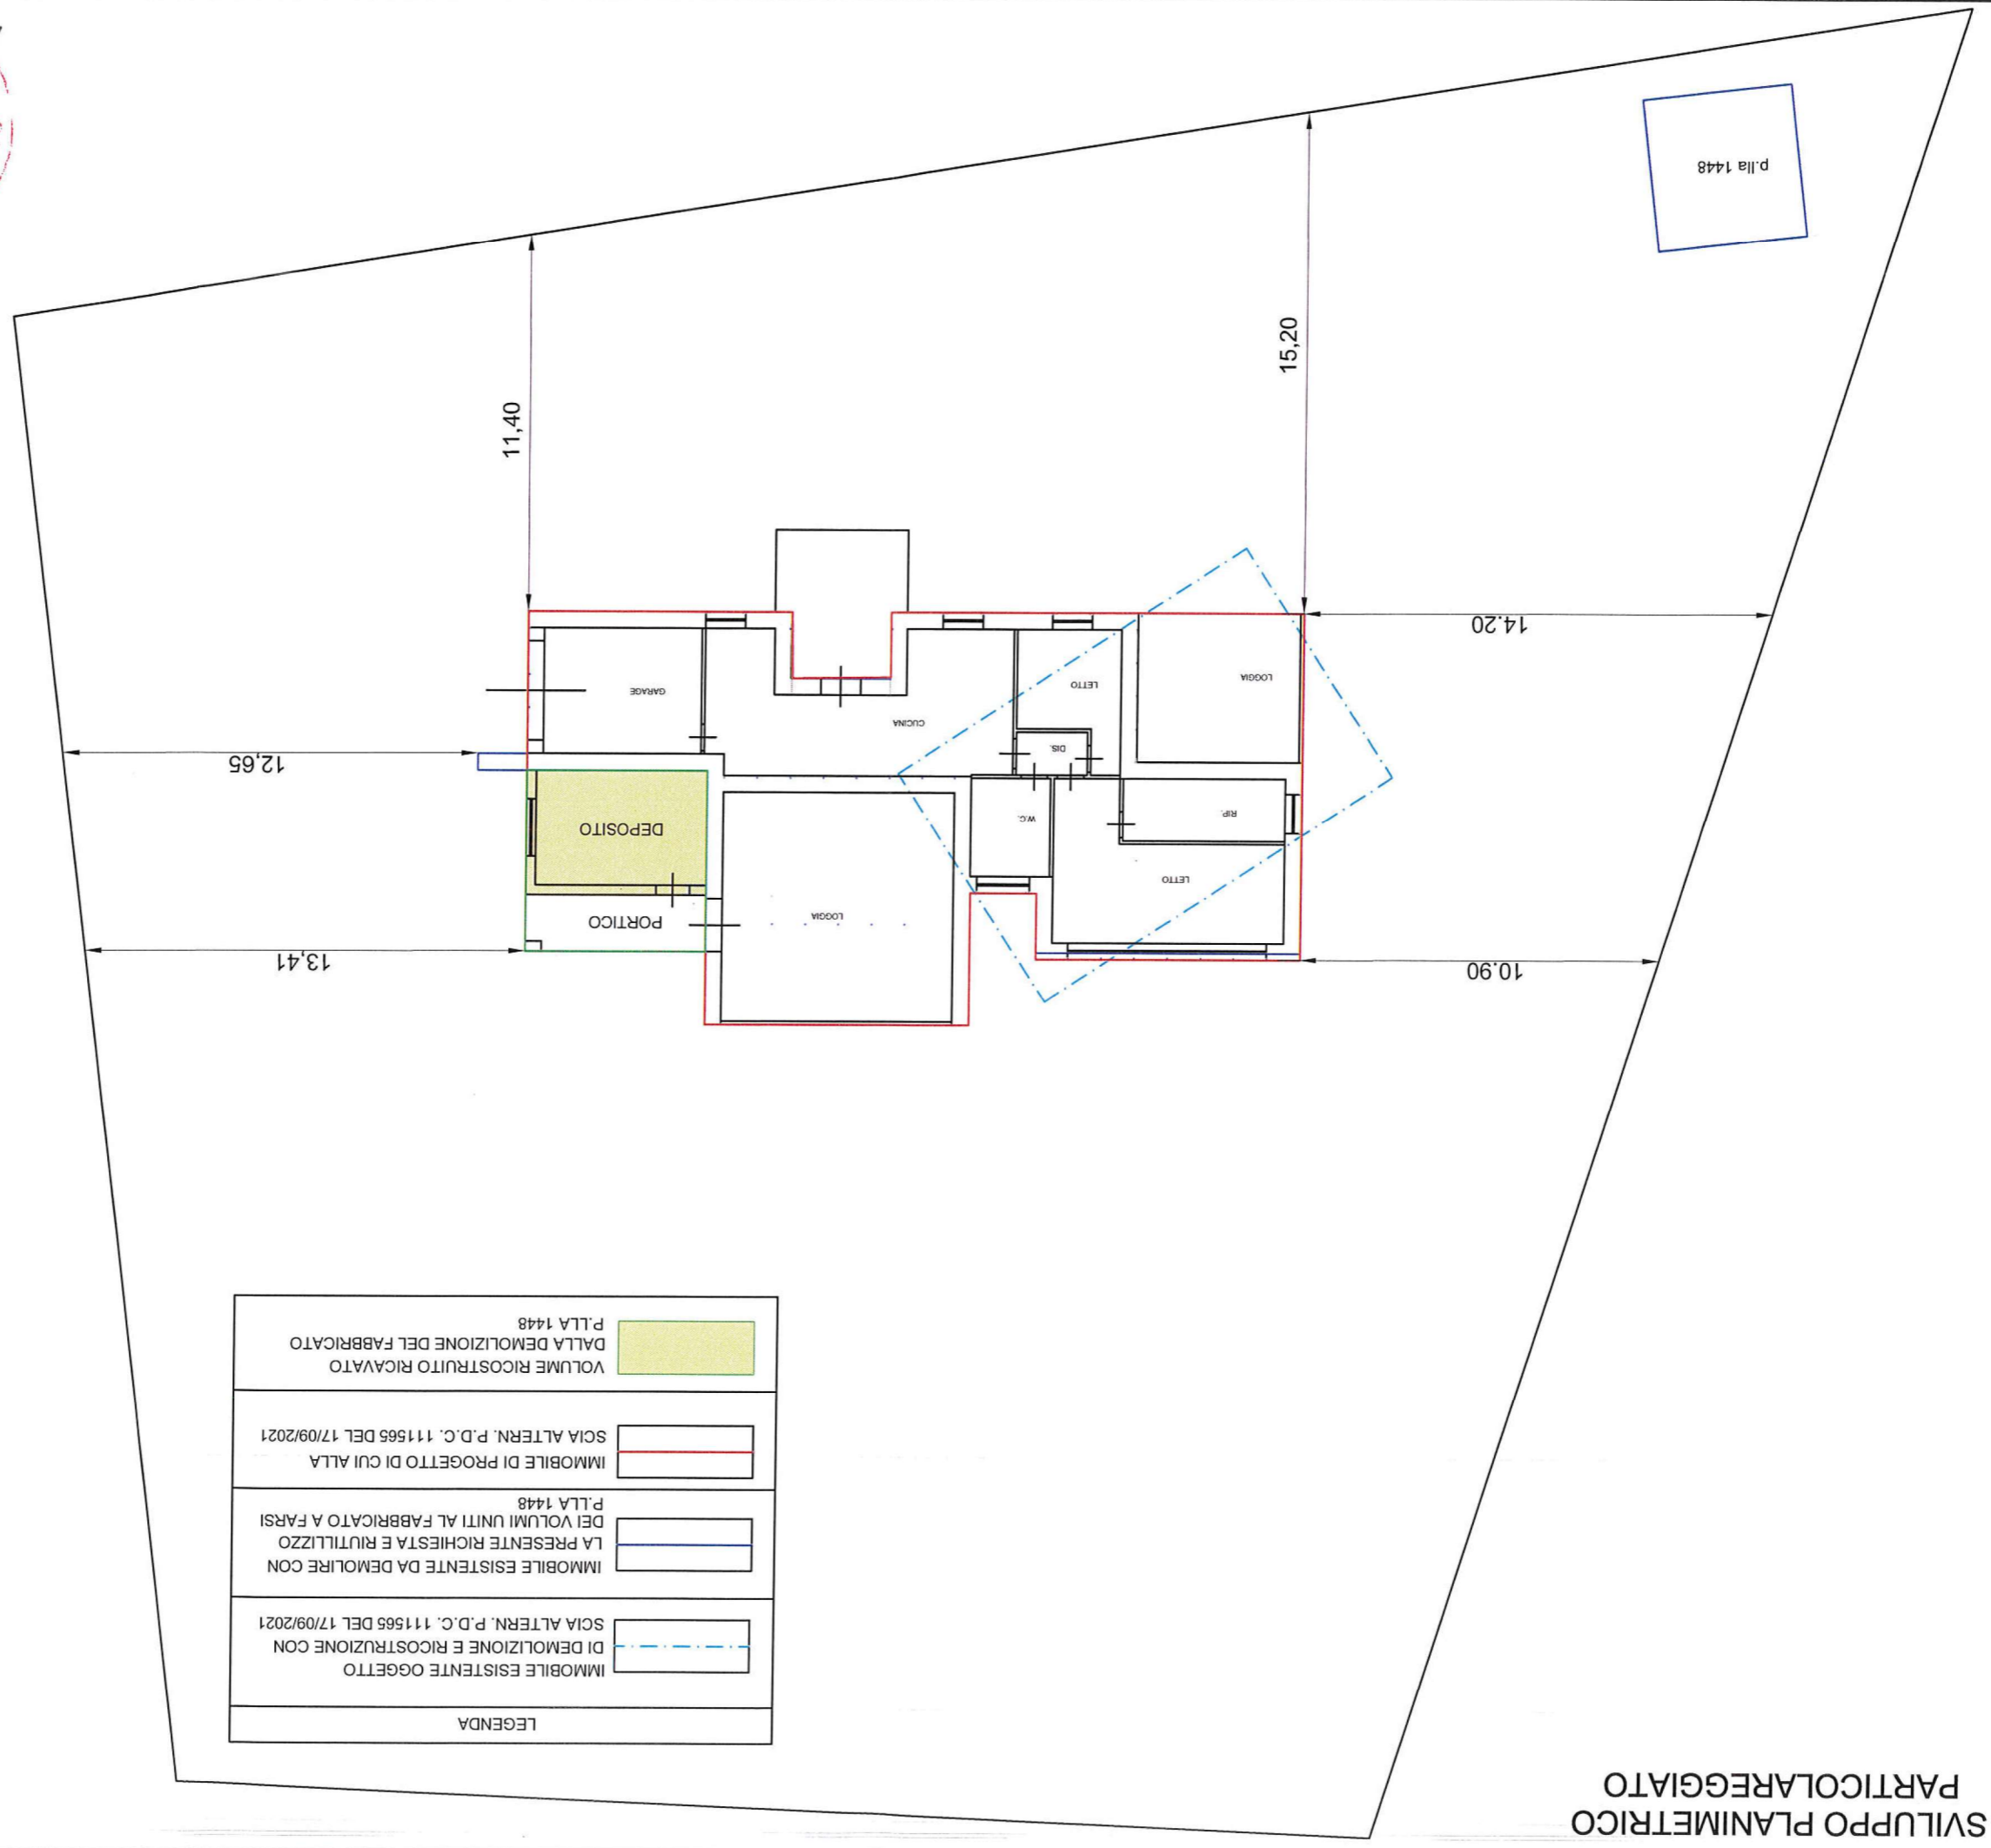 SVILUPPO PLANIMETRICO
PARTICOLAREGGIATO
LEGENDA
IMMOBILE ESISTENTE OGGETTO
DI DEMOLIZIONE E RICOSTRUZIONE CON
SCIA ALTERN. P.D.C. 111565 DEL 17/09/2021
IMMOBILE ESISTENTE DA DEMOLIRE CON
LA PRESENTE RICHIESTA E RIUTILLIZZO
DEI VOLUMI UNITI AL FABBRICATO A FARSI
P.LLA 1448
IMMOBILE DI PROGETTO DI CUI ALLA
SCIA ALTERN. P.D.C. 111565 DEL 17/09/2021
VOLUME RICOSTRUITO RICAVATO
DALLA DEMOLIZIONE DEL FABBRICATO
P.LLA 1448
10.90
13,41
LOGGIA
PORTICO
LETTO
RIP.
W.C.
DEPOSITO
12,65
DIS.
CUCINA
LOGGIA
LETTO
GARAGE
14.20
11,40
15,20
p.lla 1448